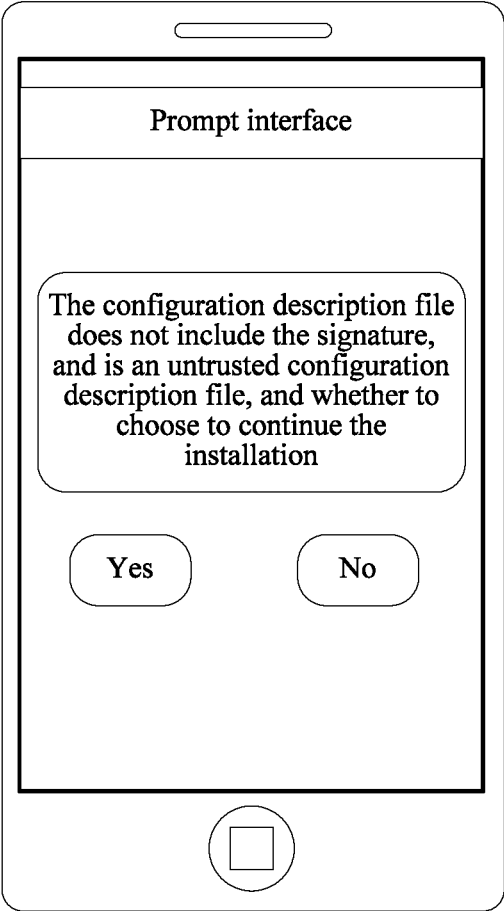 Prompt interface
The configuration description file
does not include the signature,
and is an untrusted configuration
description file, and whether to
choose to continue the
installation
Yes
No